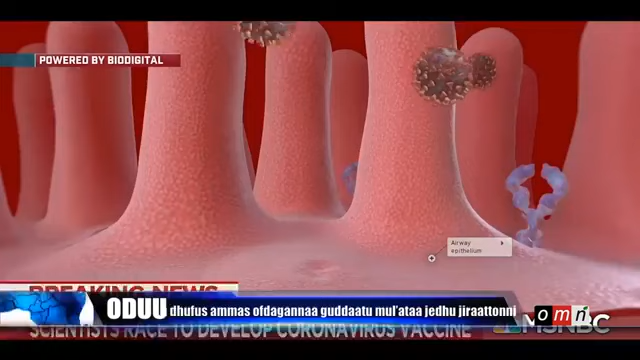 POWERED BY BIODIGITAL
Airway
epithelium
BREAKING NEWS
ODUU dhufus ammas ofdagannaa guddaatu mul'ataa jedhu jiraattonni
omn
SCIENTISTS RACE TO DEVELOP CORONAVIRUS VACCINE
MSNBC